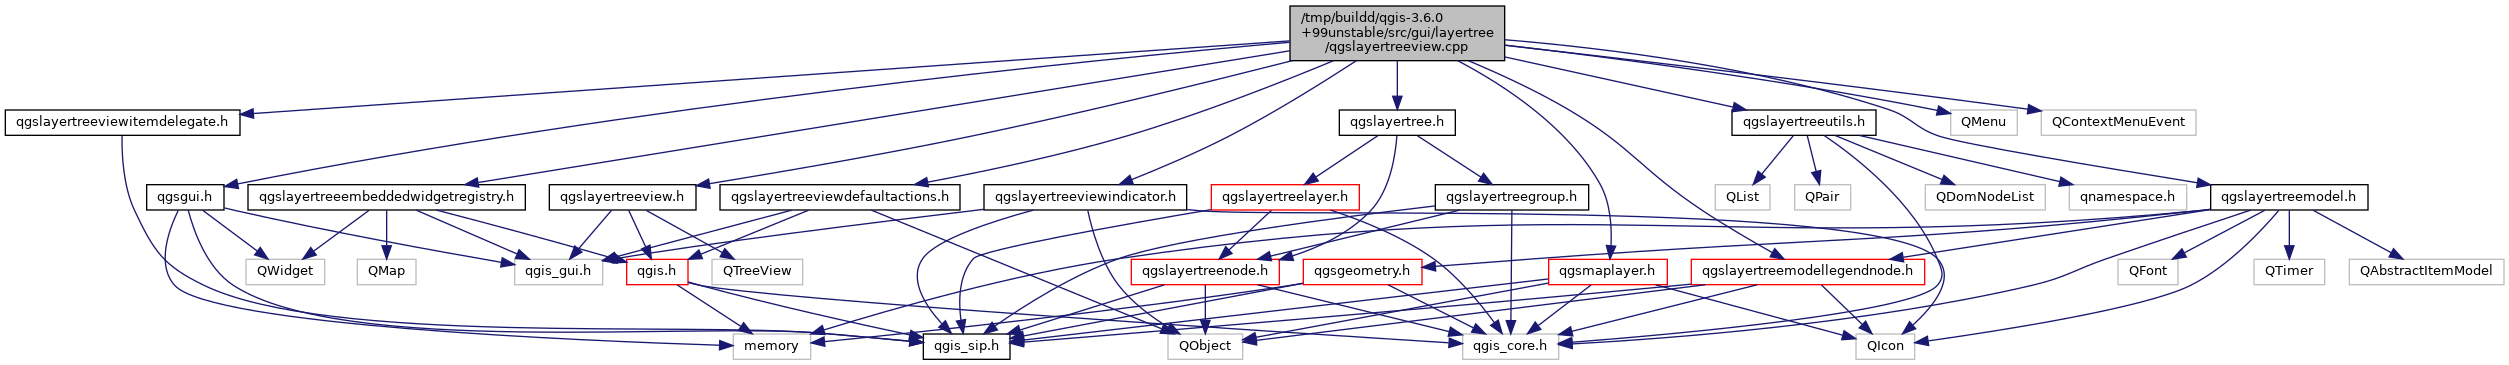 /tmp/buildd/qgis-3.6.0
+99unstable/src/gui/layertree
/qgslayertreeview.cpp
qgslayertreeviewitemdelegate.h
qgslayertree.h
qgslayertreeutils.h
QMenu
QContextMenuEvent
qgsgui.h
qgslayertreeembeddedwidgetregistry.h
qgslayertreeview.h
qgslayertreeviewdefaultactions.h
qgslayertreeviewindicator.h
qgslayertreelayer.h
qgslayertreegroup.h
QList
QPair
QDomNodeList
qnamespace.h
qgslayertreemodel.h
QWidget
QMap
qgis_gui.h
qgis.h
QTreeView
qgslayertreenode.h
qgsgeometry.h
qgsmaplayer.h
qgslayertreemodellegendnode.h
QFont
QTimer
QAbstractItemModel
memory
qgis_sip.h
QObject
qgis_core.h
QIcon